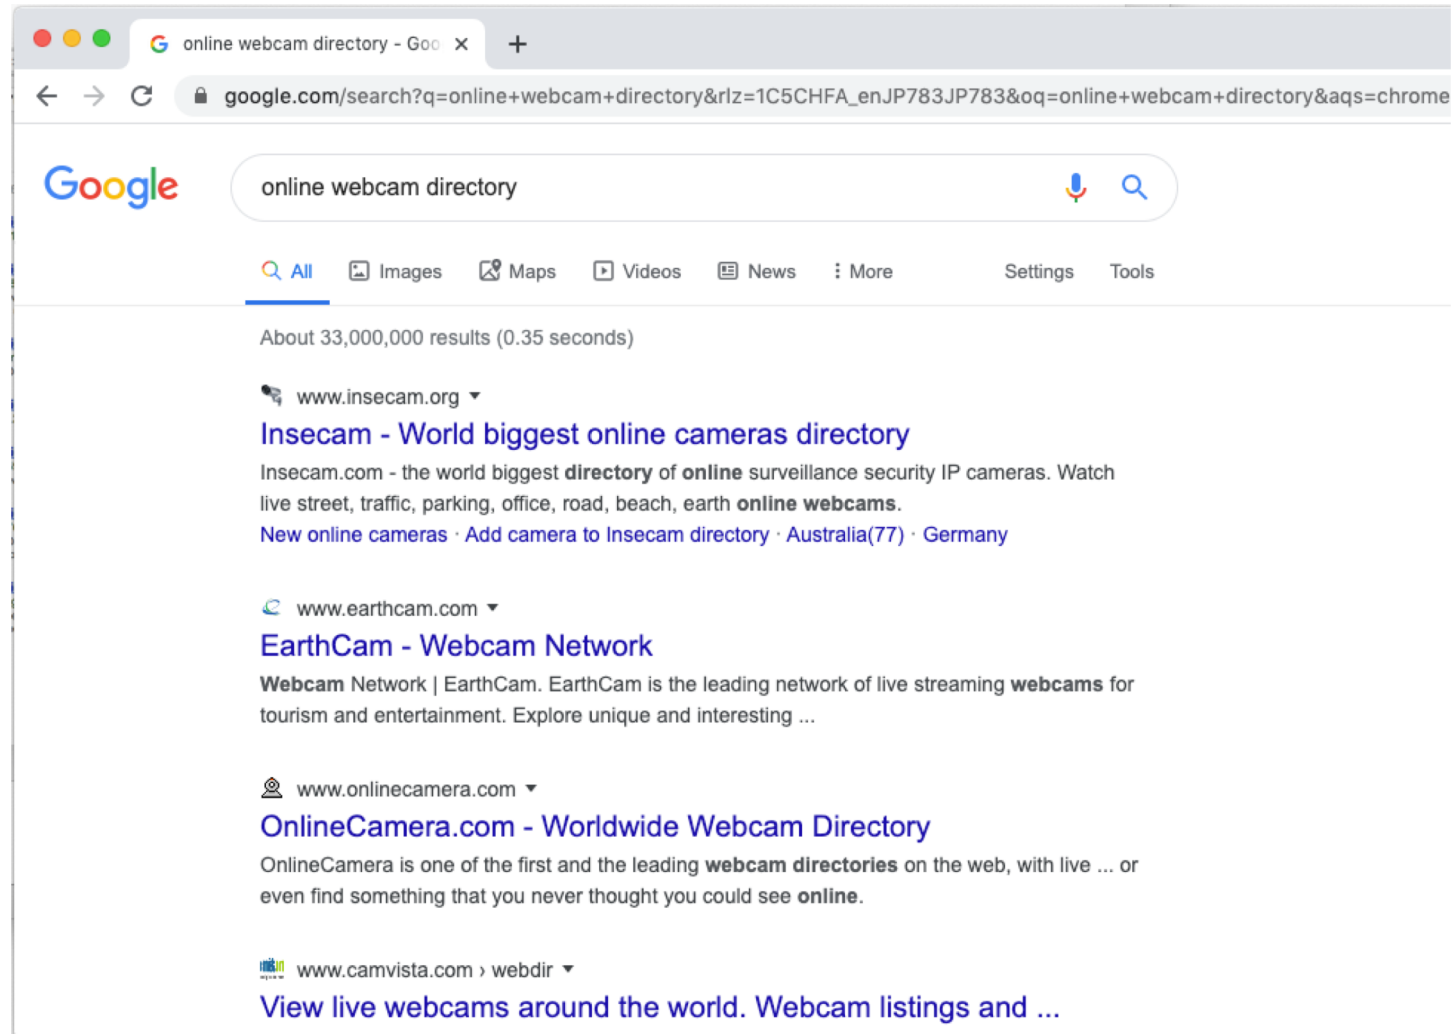 online webcam directory - Goo
google.com/search?q=online+webcam+directory&rlz=1C5CHFA_enJP783JP783&oq=online+webcam+directory&aqs=chrome
Google
online webcam directory
All Images Maps Videos News More Settings Tools
About 33,000,000 results (0.35 seconds)
www.insecam.org
Insecam - World biggest online cameras directory
Insecam.com - the world biggest directory of online surveillance security IP cameras. Watch
live street, traffic, parking, office, road, beach, earth online webcams.
New online cameras · Add camera to Insecam directory · Australia(77) · Germany
www.earthcam.com
EarthCam - Webcam Network
Webcam Network | EarthCam. EarthCam is the leading network of live streaming webcams for
tourism and entertainment. Explore unique and interesting ...
www.onlinecamera.com
OnlineCamera.com - Worldwide Webcam Directory
OnlineCamera is one of the first and the leading webcam directories on the web, with live ... or
even find something that you never thought you could see online.
www.camvista.com › webdir
View live webcams around the world. Webcam listings and ...